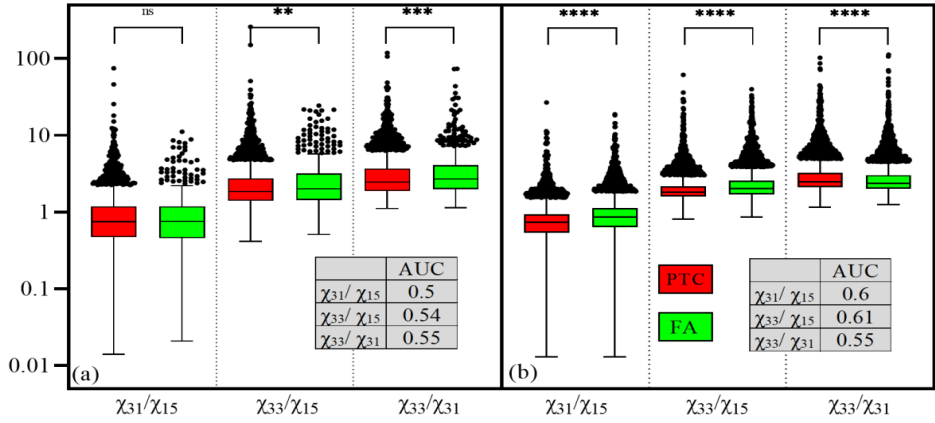 ns ** *** **** **** ****
100
10
1
0.1
0.01
AUC
χ31/ χ15 0.5
χ33/ χ15 0.54
χ33/ χ31 0.55
PTC
FA
AUC
χ31/ χ15 0.6
χ33/ χ15 0.61
χ33/ χ31 0.55
(a) (b)
χ31/χ15 χ33/χ15 χ33/χ31 χ31/χ15 χ33/χ15 χ33/χ31